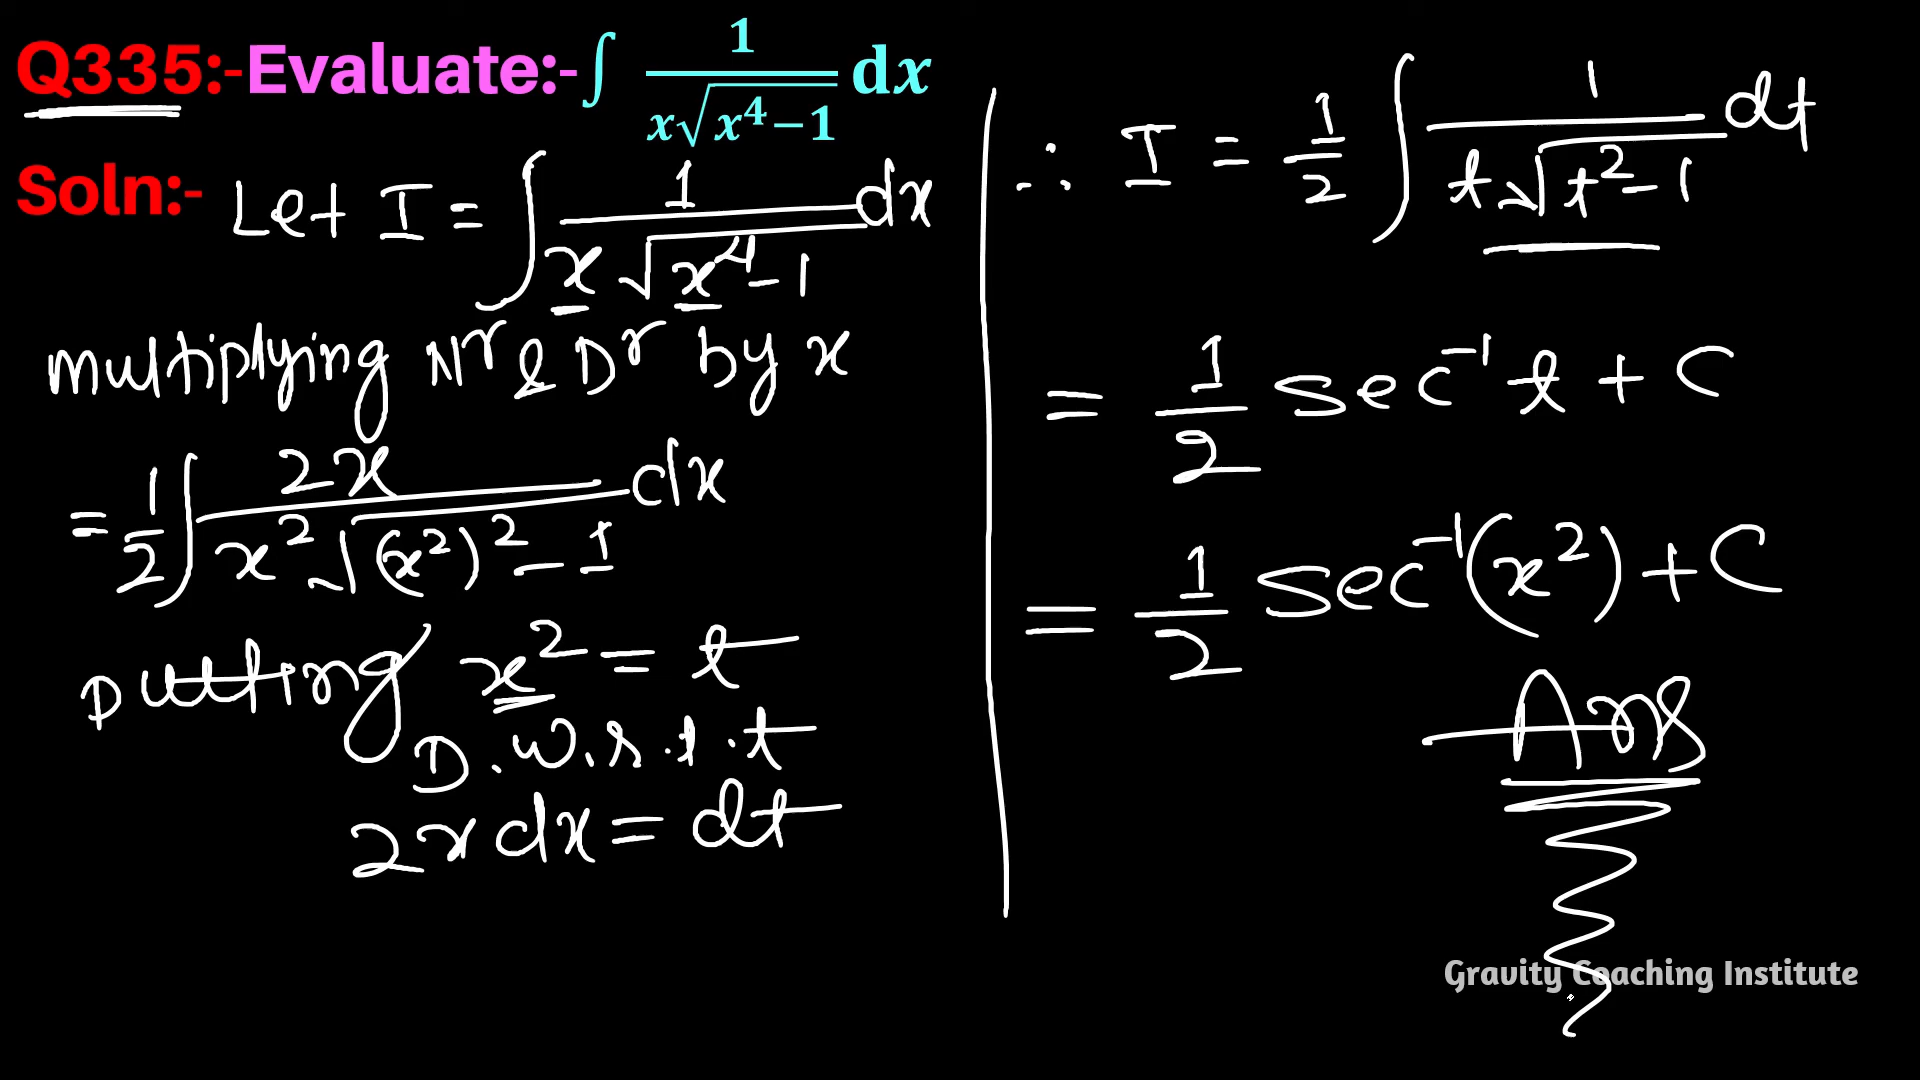 Q335:-Evaluate:- ∫ 1/(x√(x⁴−1)) dx
Soln:- Let I = ∫ 1/(x√(x⁴−1)) dx
multiplying Nʳ & Dʳ by x
= 1/2 ∫ 2x/(x²√((x²)²−1)) dx
putting x² = t
D.w.r.t.t
2x dx = dt
∴ I = 1/2 ∫ 1/(t√(t²−1)) dt
= 1/2 sec⁻¹ t + C
= 1/2 sec⁻¹(x²) + C
Ans
Gravity Coaching Institute